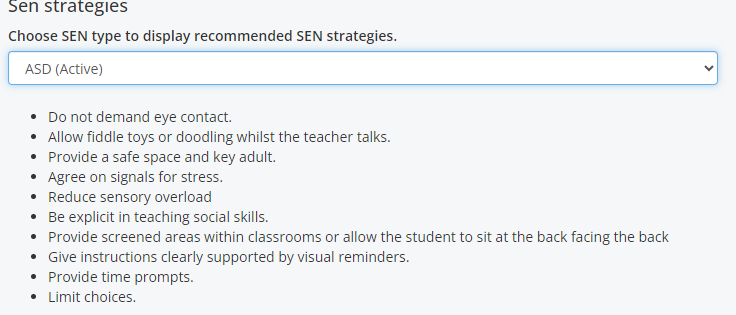 Sen strategies
Choose SEN type to display recommended SEN strategies.
ASD (Active)
• Do not demand eye contact.
• Allow fiddle toys or doodling whilst the teacher talks.
• Provide a safe space and key adult.
• Agree on signals for stress.
• Reduce sensory overload
• Be explicit in teaching social skills.
• Provide screened areas within classrooms or allow the student to sit at the back facing the back
• Give instructions clearly supported by visual reminders.
• Provide time prompts.
• Limit choices.